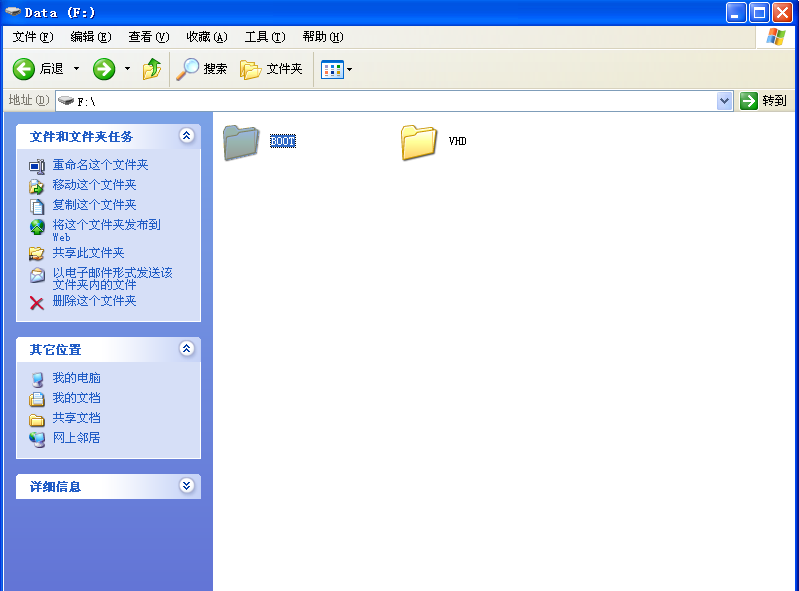 Data (F:)
文件(F) 编辑(E) 查看(V) 收藏(A) 工具(T) 帮助(H)
后退 搜索 文件夹
地址(D) F:\ 转到
文件和文件夹任务
重命名这个文件夹
移动这个文件夹
复制这个文件夹
将这个文件夹发布到
Web
共享此文件夹
以电子邮件形式发送该
文件夹内的文件
删除这个文件夹
其它位置
我的电脑
我的文档
共享文档
网上邻居
详细信息
BOOT
VHD